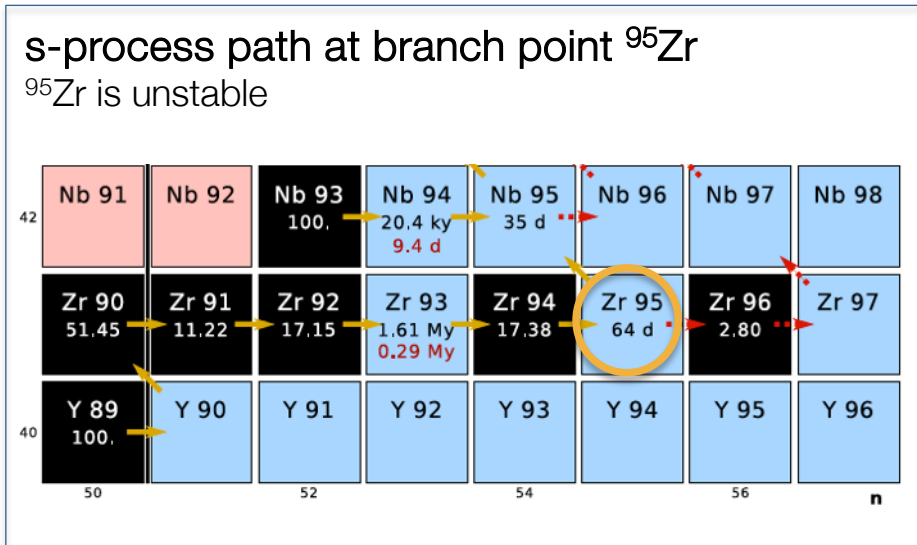 s-process path at branch point ⁹⁵Zr
⁹⁵Zr is unstable
Nb 91 Nb 92 Nb 93 Nb 94 Nb 95 Nb 96 Nb 97 Nb 98
42 100. 20.4 ky 35 d
9.4 d
Zr 90 Zr 91 Zr 92 Zr 93 Zr 94 Zr 95 Zr 96 Zr 97
51.45 11.22 17.15 1.61 My 17.38 64 d 2.80
0.29 My
Y 89 Y 90 Y 91 Y 92 Y 93 Y 94 Y 95 Y 96
40 100.
50 52 54 56 n